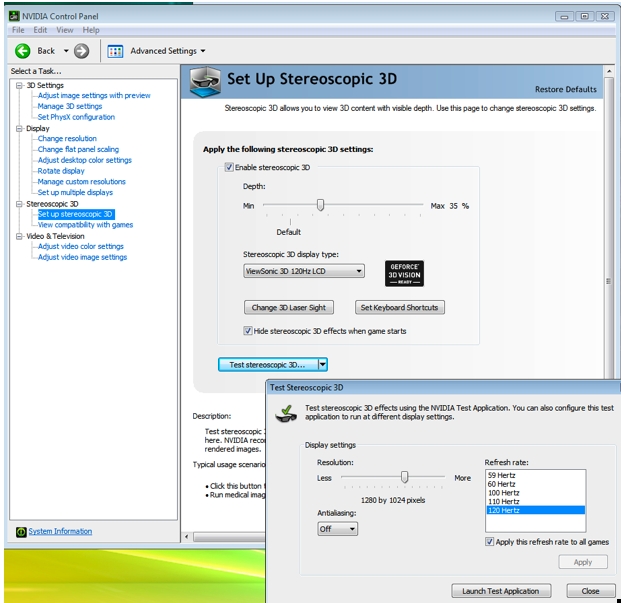 NVIDIA Control Panel
File Edit View Help
Back Advanced Settings
Select a Task...
3D Settings
Adjust image settings with preview
Manage 3D settings
Set PhysX configuration
Display
Change resolution
Change flat panel scaling
Adjust desktop color settings
Rotate display
Manage custom resolutions
Set up multiple displays
Stereoscopic 3D
Set up stereoscopic 3D
View compatibility with games
Video & Television
Adjust video color settings
Adjust video image settings
System Information
Set Up Stereoscopic 3D
Restore Defaults
Stereoscopic 3D allows you to view 3D content with visible depth. Use this page to change stereoscopic 3D settings.
Apply the following stereoscopic 3D settings:
Enable stereoscopic 3D
Depth:
Min Max 35 %
Default
Stereoscopic 3D display type:
ViewSonic 3D 120Hz LCD
GEFORCE
3D VISION
READY
Change 3D Laser Sight Set Keyboard Shortcuts
Hide stereoscopic 3D effects when game starts
Test stereoscopic 3D...
Description:
Test stereoscopic
here. NVIDIA reco
rendered images.
Typical usage scenario
• Click this button
• Run medical imag
Test Stereoscopic 3D
Test stereoscopic 3D effects using the NVIDIA Test Application. You can also configure this test
application to run at different display settings.
Display settings
Resolution:
Less More
1280 by 1024 pixels
Antialiasing:
Off
Refresh rate:
59 Hertz
60 Hertz
100 Hertz
110 Hertz
120 Hertz
Apply this refresh rate to all games
Apply
Launch Test Application Close